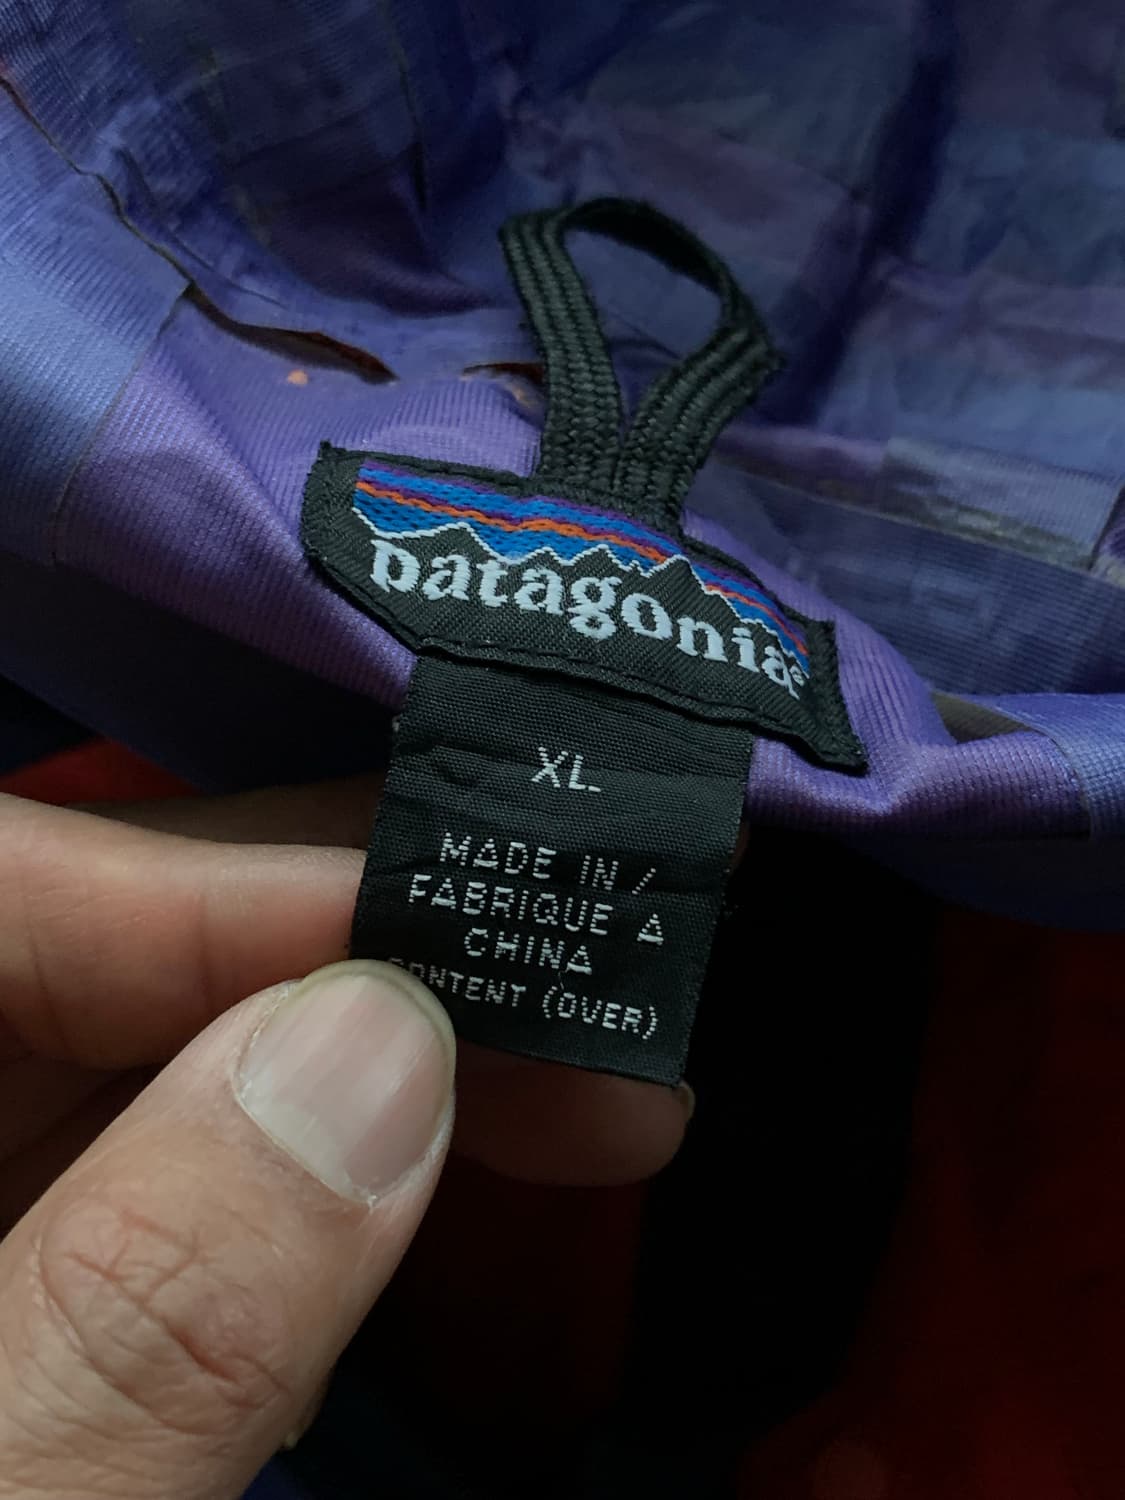 patagonia®
XL
MADE IN /
FABRIQUE A
CHINA
CONTENT (OVER)